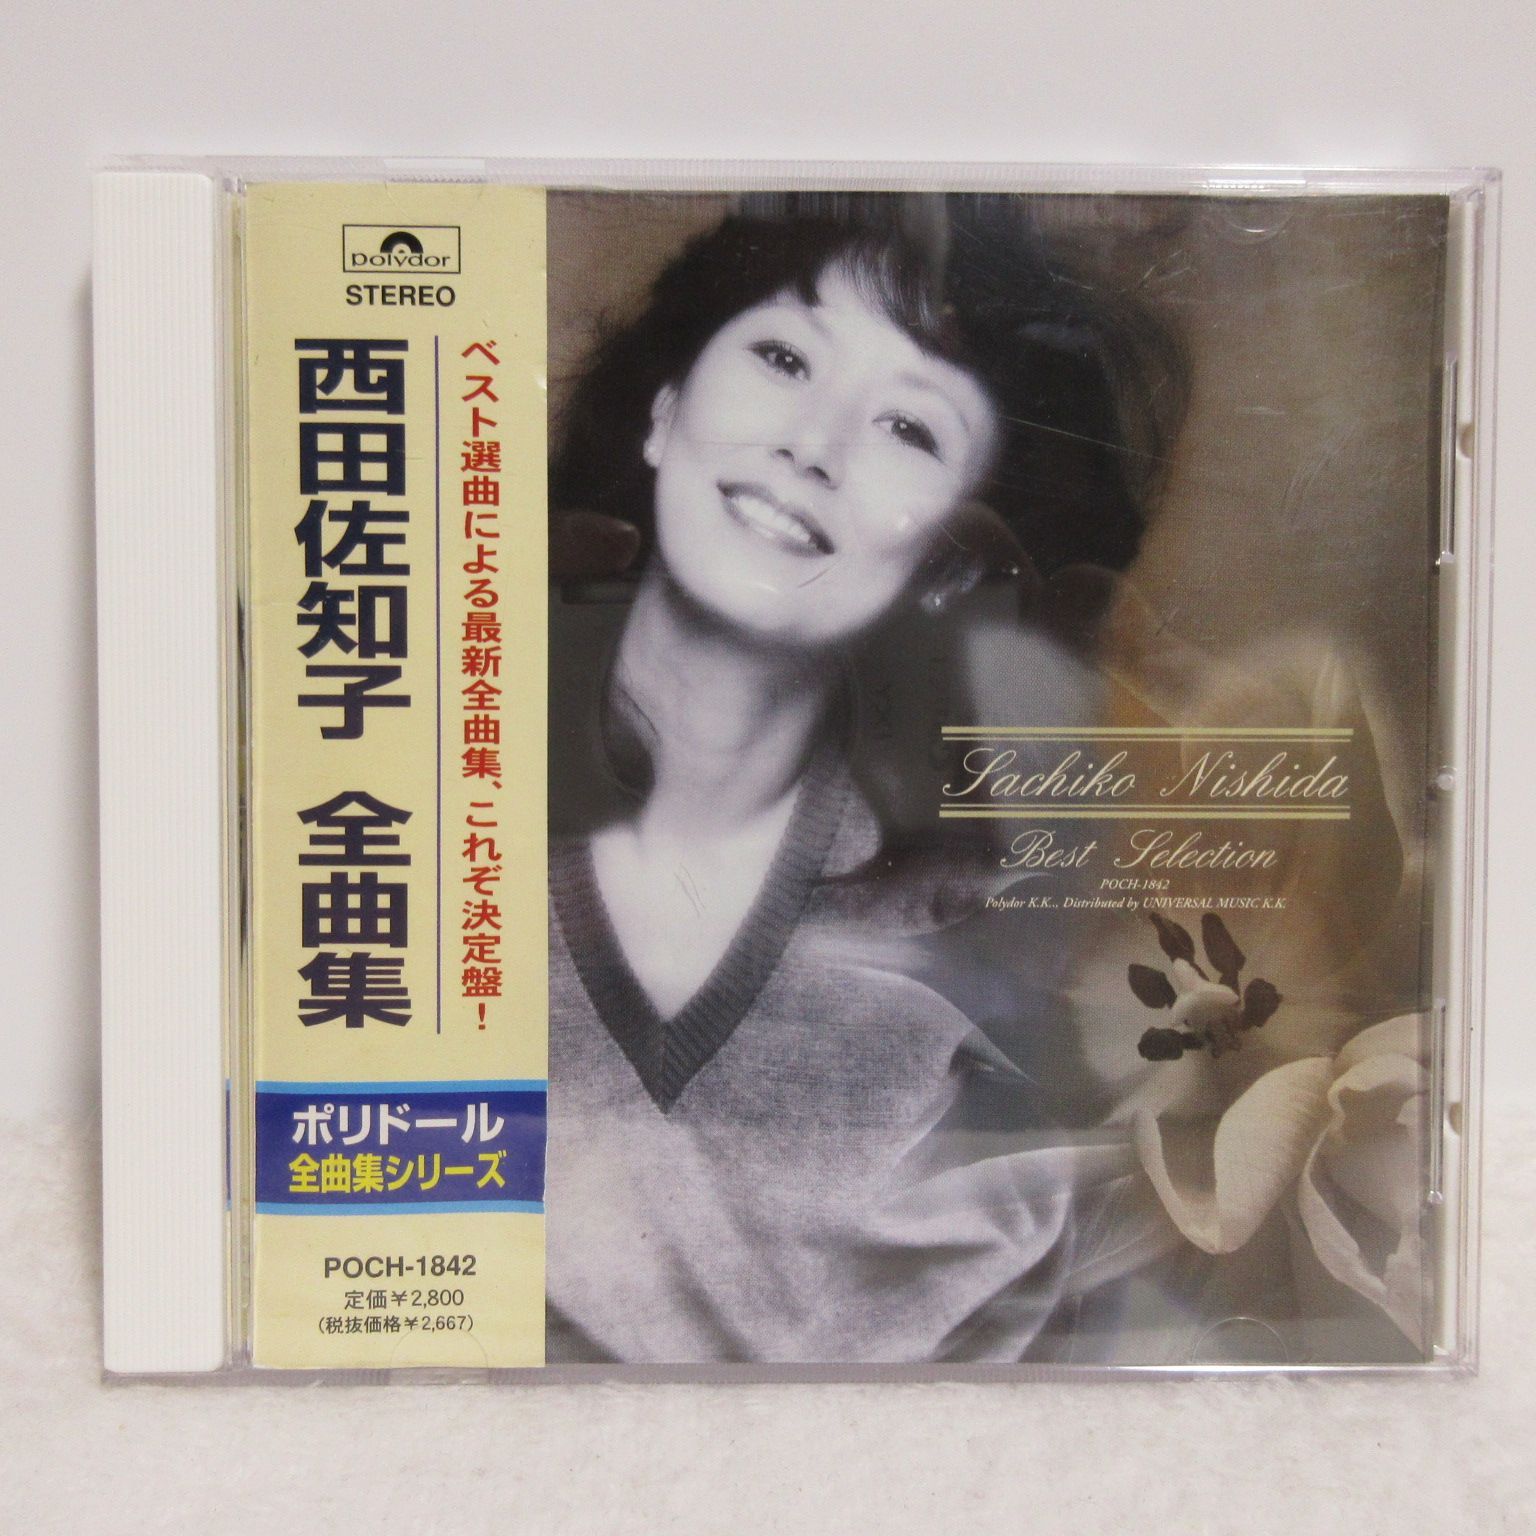 polydor
STEREO
ベスト選曲による最新全曲集、これぞ決定盤!
西田佐知子 全曲集
ポリドール
全曲集シリーズ
POCH-1842
定価¥2,800
(税抜価格¥2,667)
Sachiko Nishida
Best Selection
POCH-1842
Polydor K.K.., Distributed by UNIVERSAL MUSIC K.K.